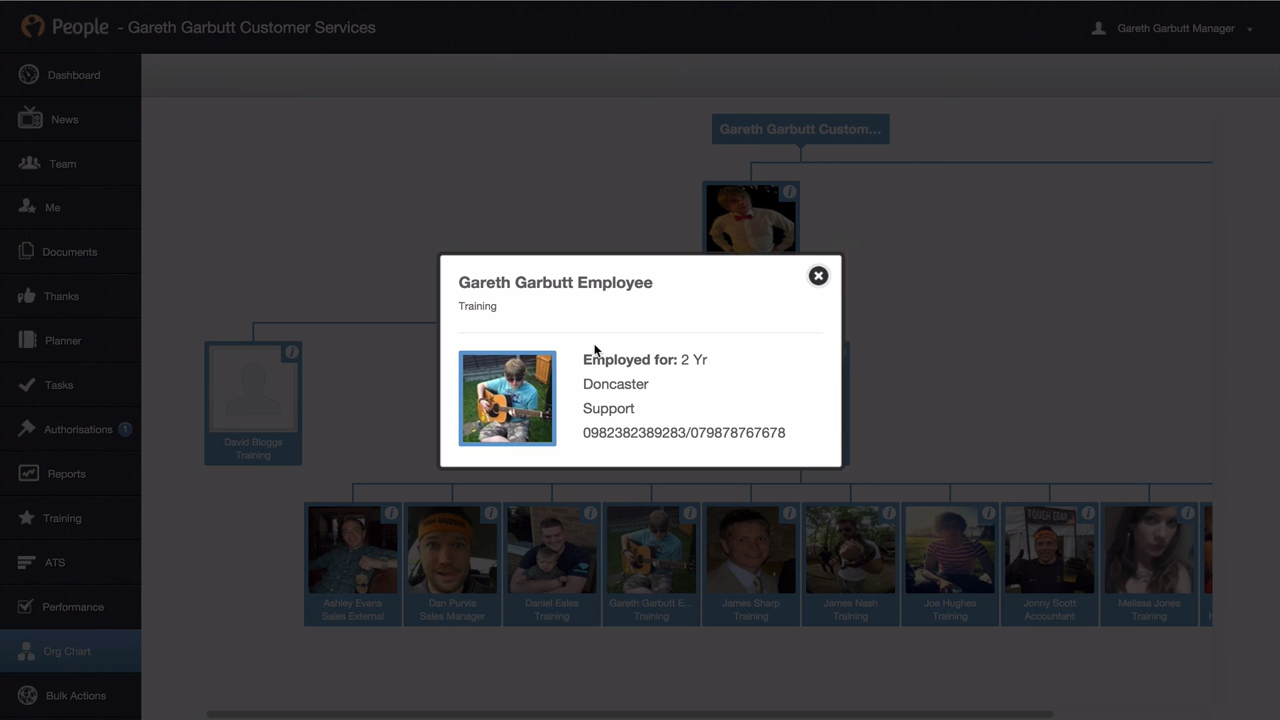 People - Gareth Garbutt Customer Services
Gareth Garbutt Manager
Dashboard
News
Team
Me
Documents
Thanks
Planner
Tasks
Authorisations 1
Reports
Training
ATS
Performance
Org Chart
Bulk Actions
Gareth Garbutt Custom...
Gareth Garbutt Employee
Training
Employed for: 2 Yr
Doncaster
Support
0982382389283/079878767678
David Bloggs
Training
Ashley Evans
Sales External
Dan Purvis
Sales Manager
Daniel Eales
Training
Gareth Garbutt E...
Training
James Sharp
Training
James Nash
Training
Joe Hughes
Training
TOUGH GEAR
Jonny Scott
Accountant
Melissa Jones
Training